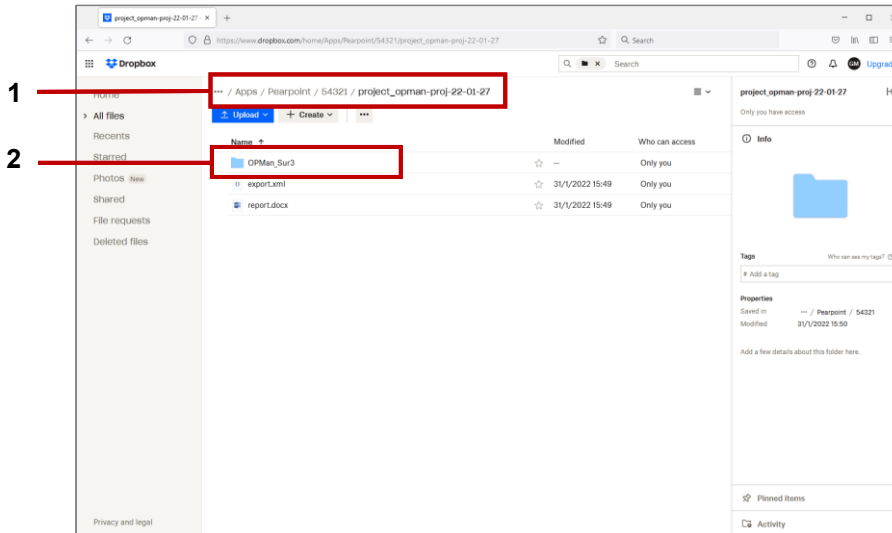 project_opman-proj-22-01-27 - × +
https://www.dropbox.com/home/Apps/Pearpoint/54321/project_opman-proj-22-01-27 Search
Dropbox Search GM Upgrad
1
Home
All files
Recents
2
Starred
Photos New
Shared
File requests
Deleted files
Privacy and legal
··· / Apps / Pearpoint / 54321 / project_opman-proj-22-01-27
Upload + Create ···
Name ↑ Modified Who can access
OPMan_Sur3 -- Only you
export.xml 31/1/2022 15:49 Only you
report.docx 31/1/2022 15:49 Only you
project_opman-proj-22-01-27
Only you have access
Info
Tags Who can see my tags?
# Add a tag
Properties
Saved in ··· / Pearpoint / 54321
Modified 31/1/2022 15:50
Add a few details about this folder here.
Pinned items
Activity